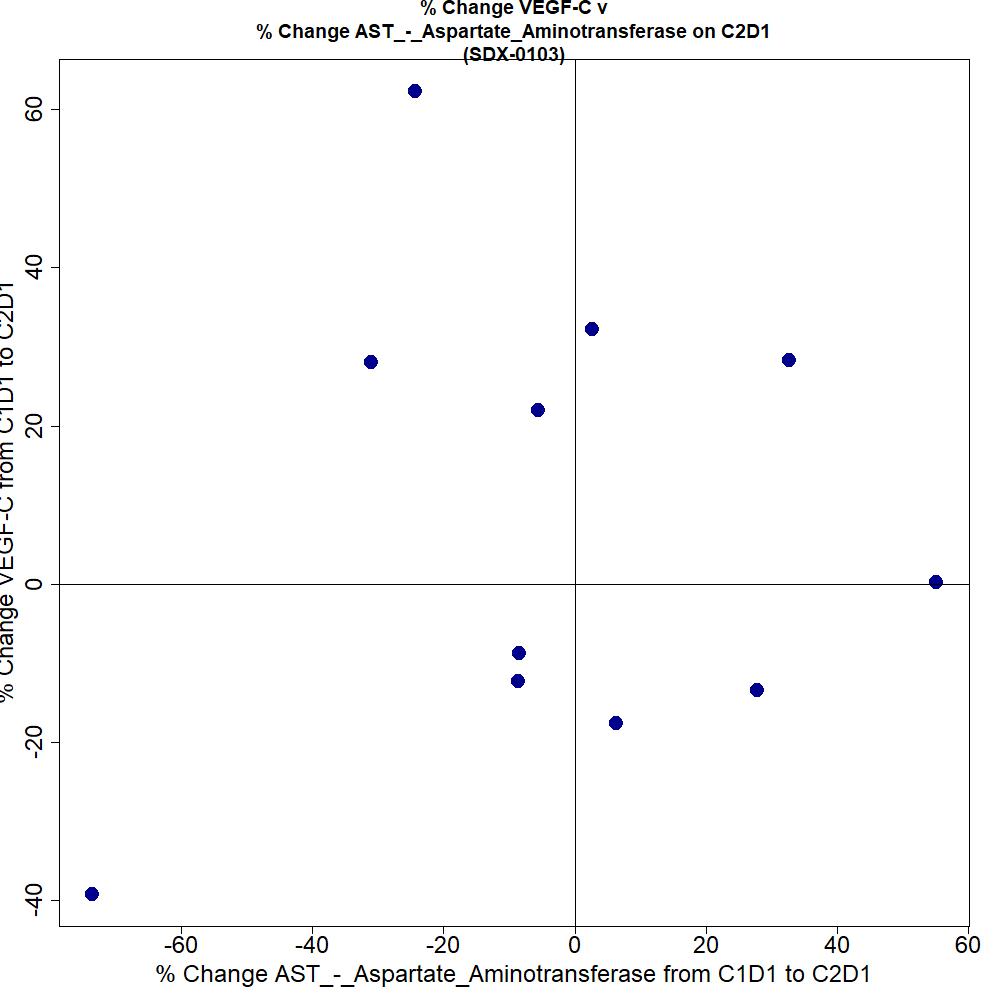 % Change VEGF-C v
% Change AST_-_Aspartate_Aminotransferase on C2D1
(SDX-0103)
% Change VEGF-C from C1D1 to C2D1
60
40
20
0
-20
-40
-60
-40
-20
0
20
40
60
% Change AST_-_Aspartate_Aminotransferase from C1D1 to C2D1